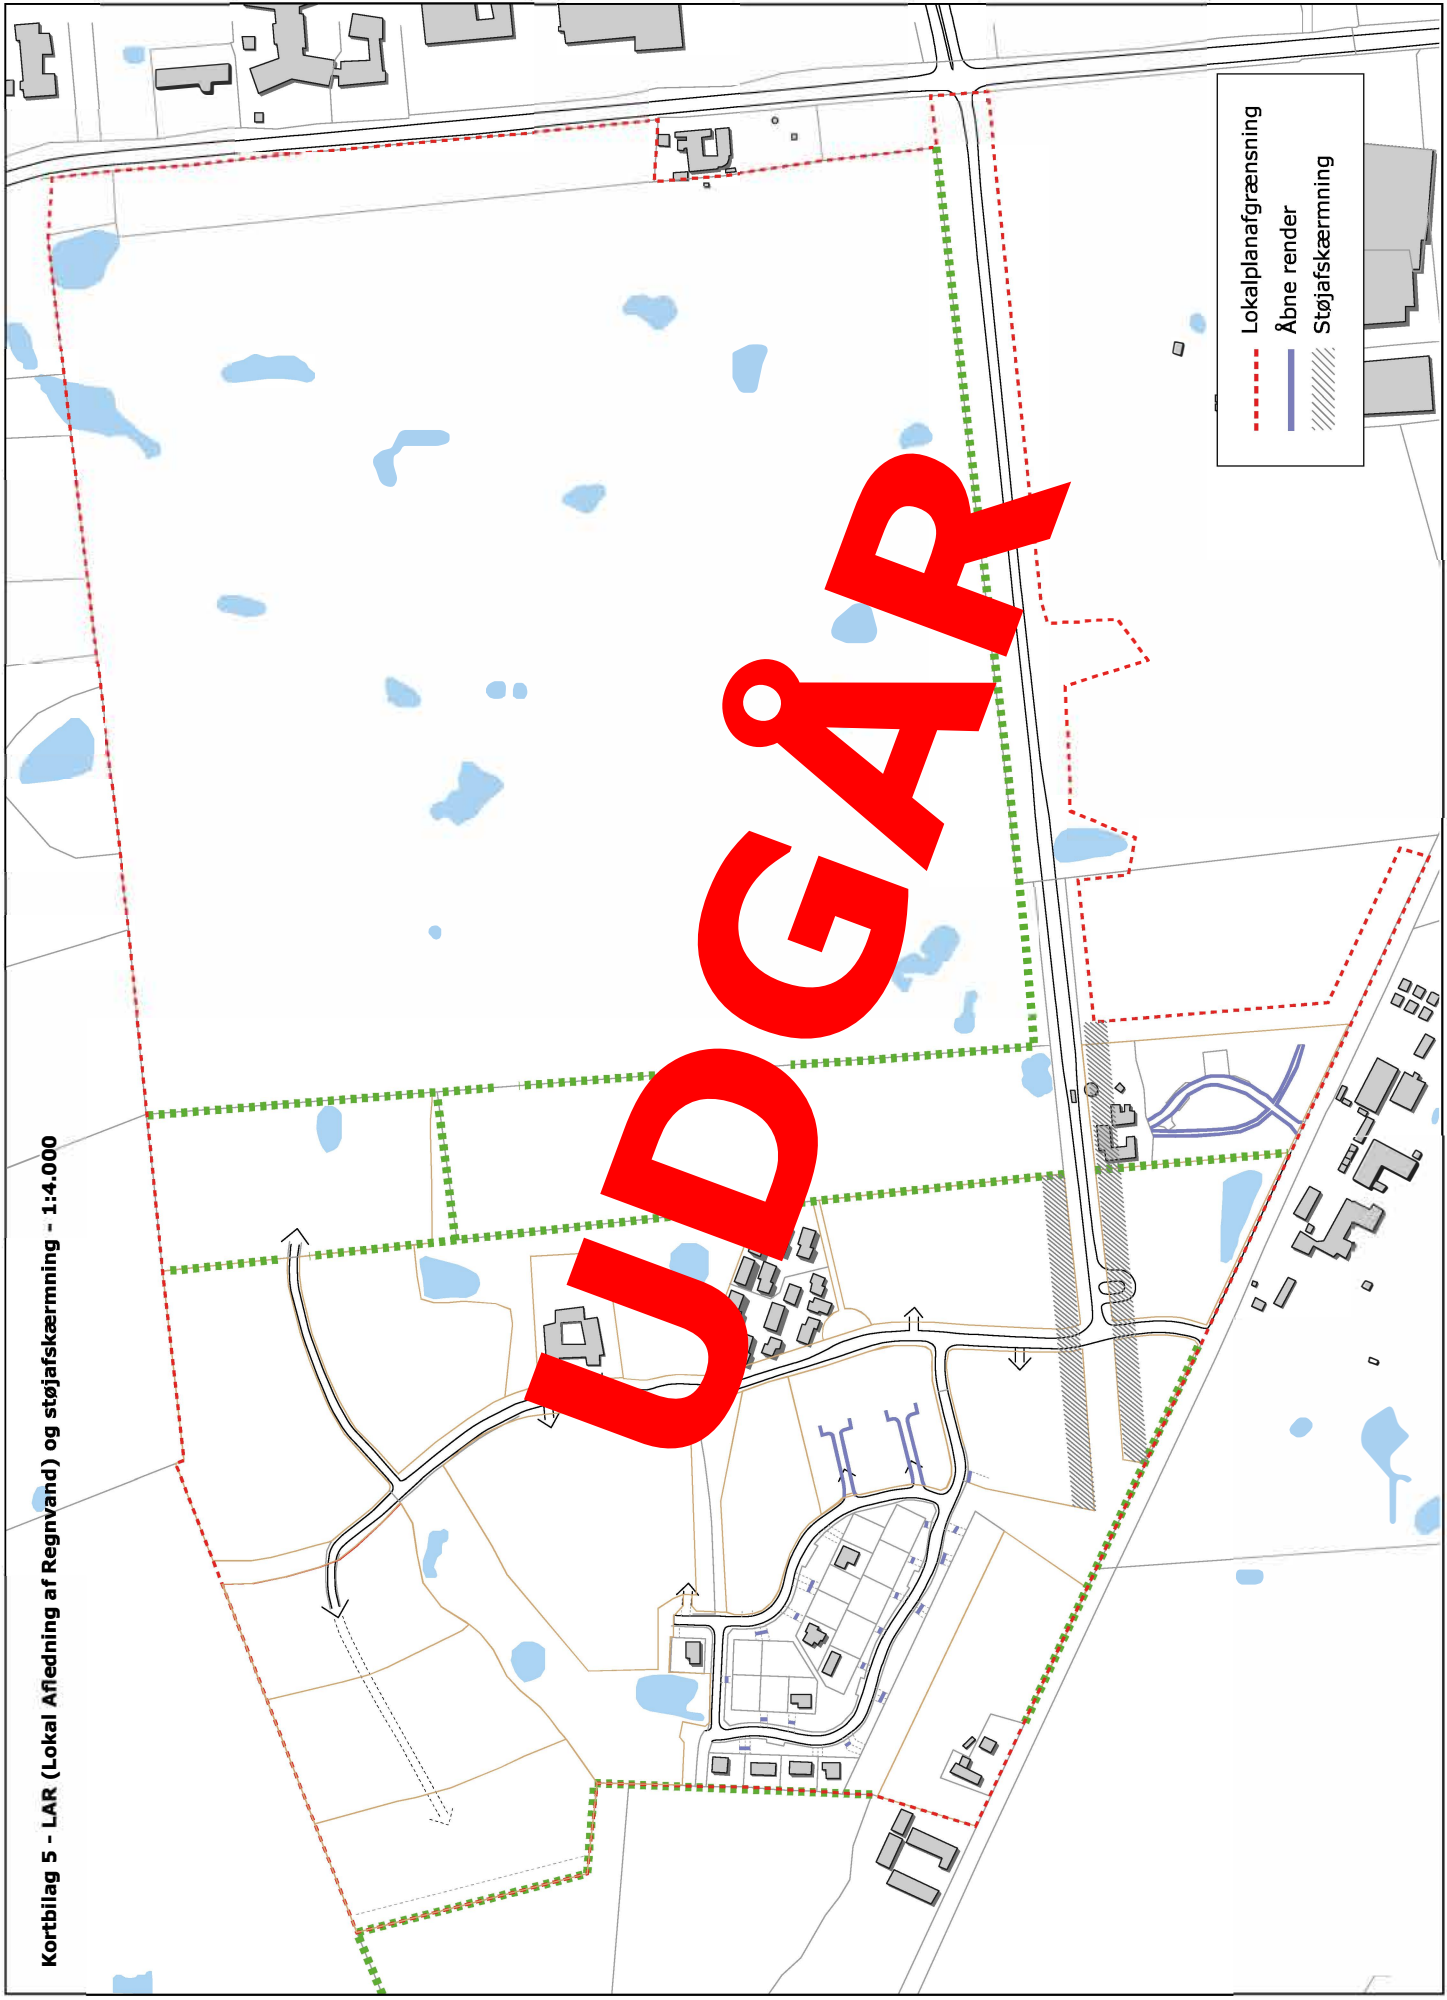 Kortbilag 5 - LAR (Lokal Afledning af Regnvand) og støjafskærmning - 1:4.000
UDGÅR
Lokalplanafgrænsning
Åbne render
Støjafskærmning